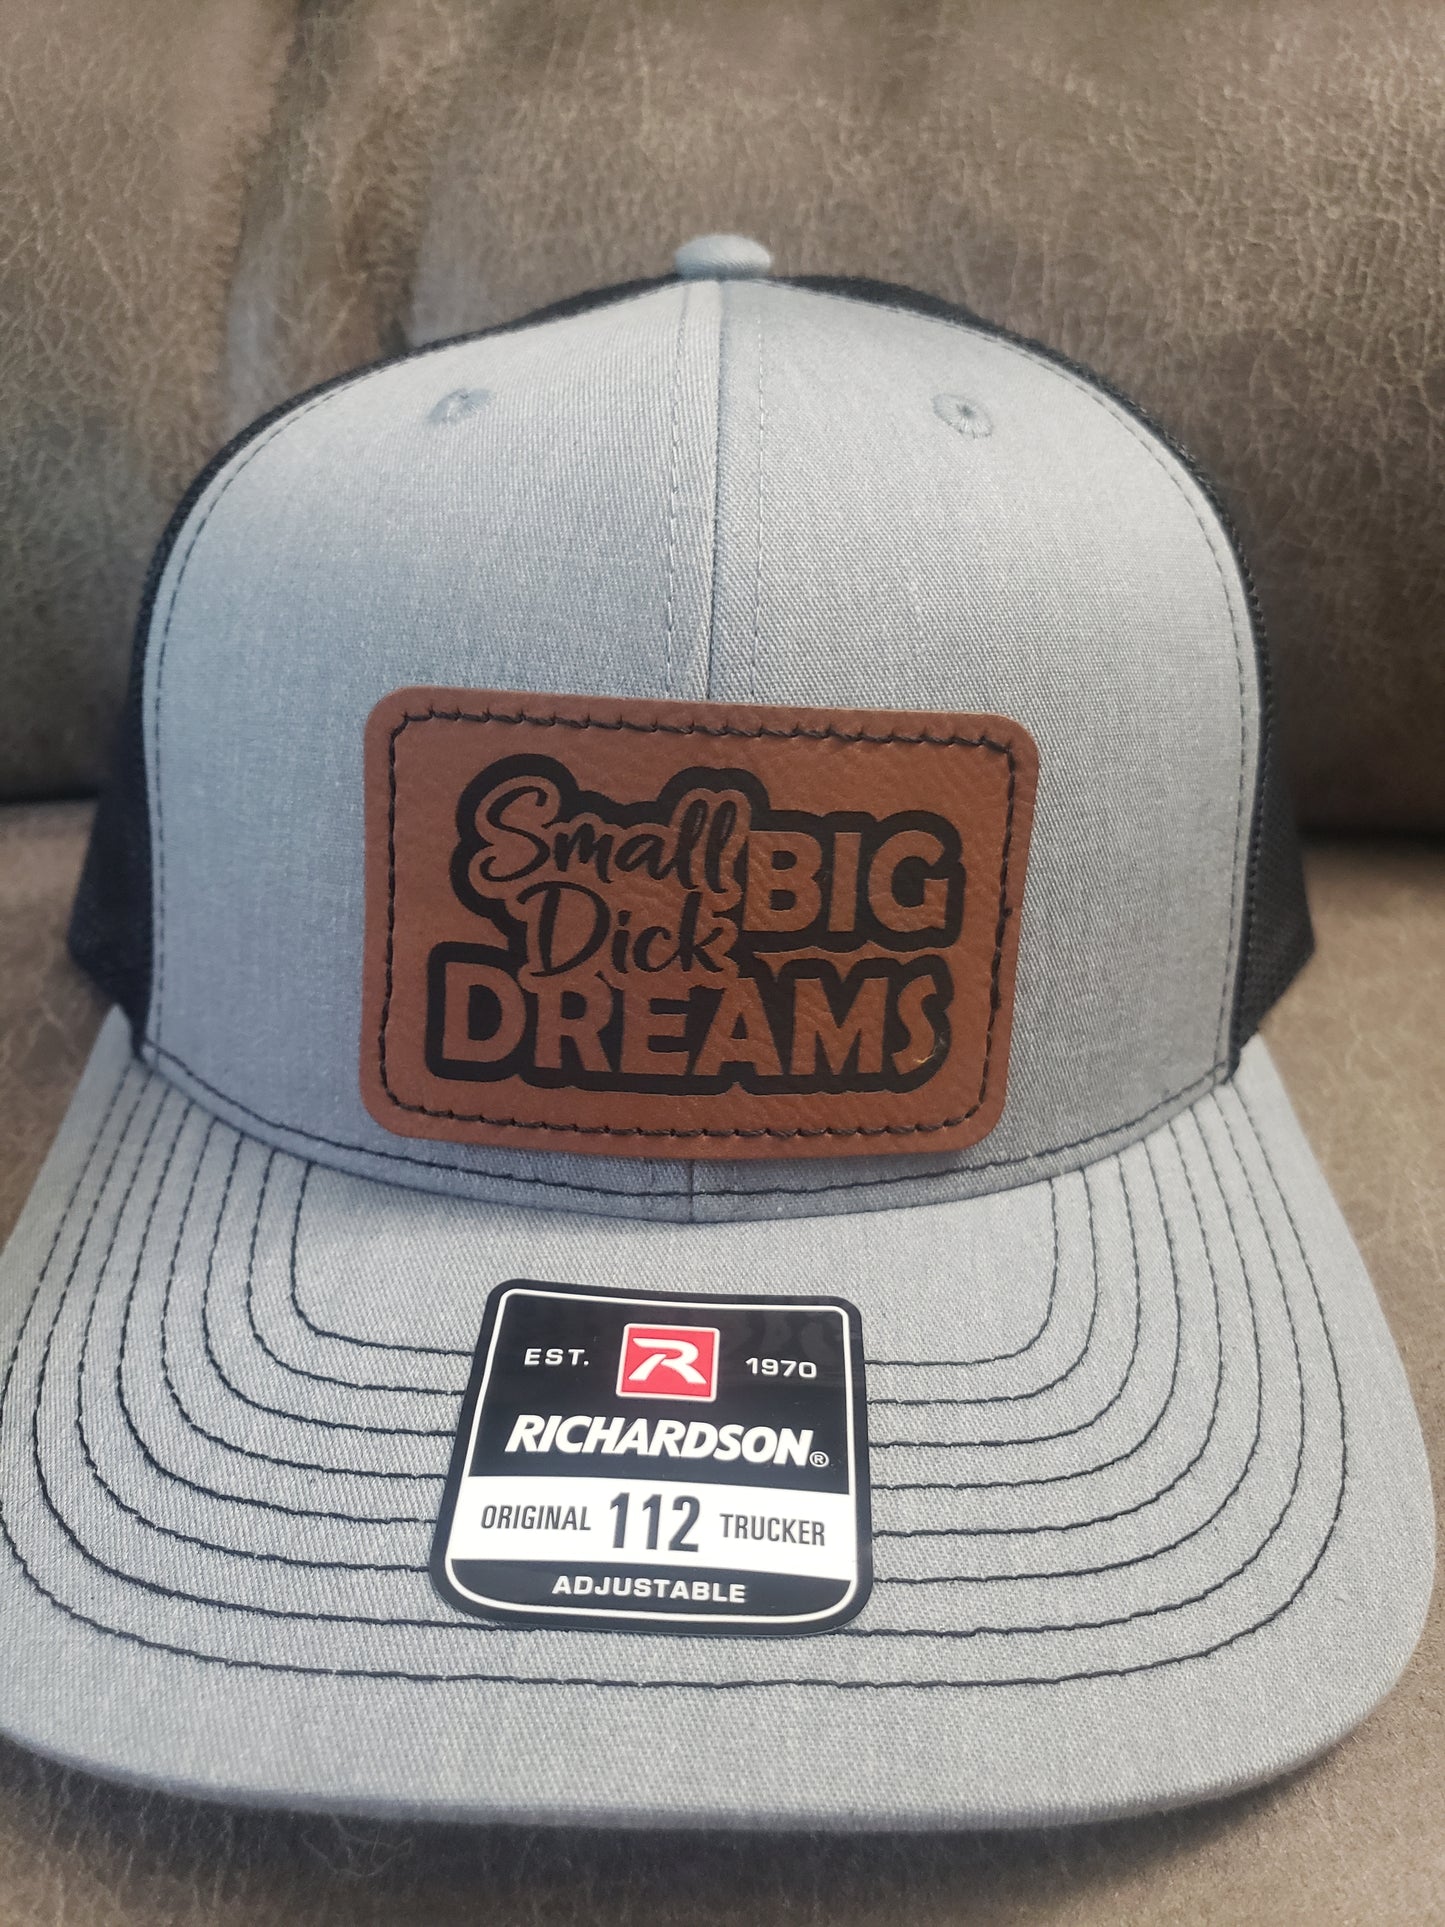 Small BIG
Dick
DREAMS
EST. R 1970
RICHARDSON®
ORIGINAL 112 TRUCKER
ADJUSTABLE